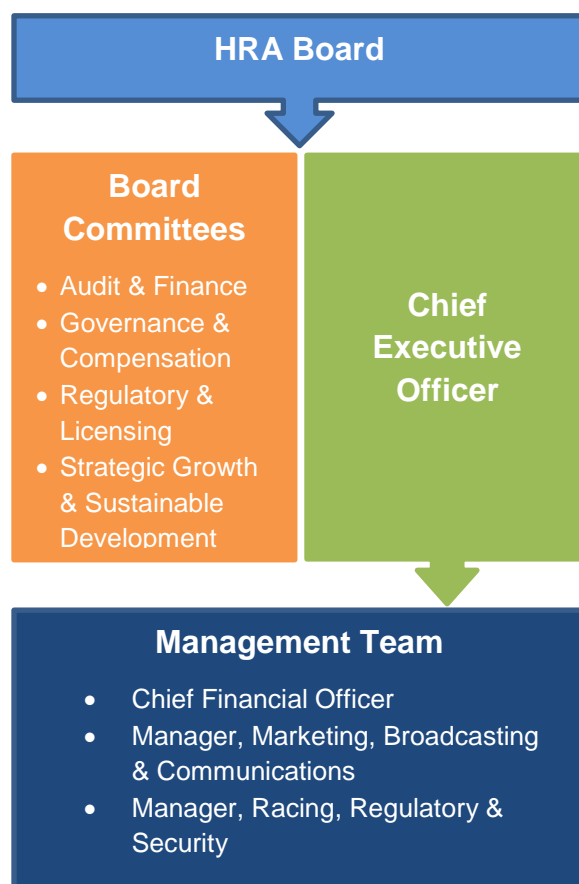 HRA Board
Board
Committees
• Audit & Finance
• Governance &
Compensation
• Regulatory &
Licensing
• Strategic Growth
& Sustainable
Development
Chief
Executive
Officer
Management Team
• Chief Financial Officer
• Manager, Marketing, Broadcasting
& Communications
• Manager, Racing, Regulatory &
Security